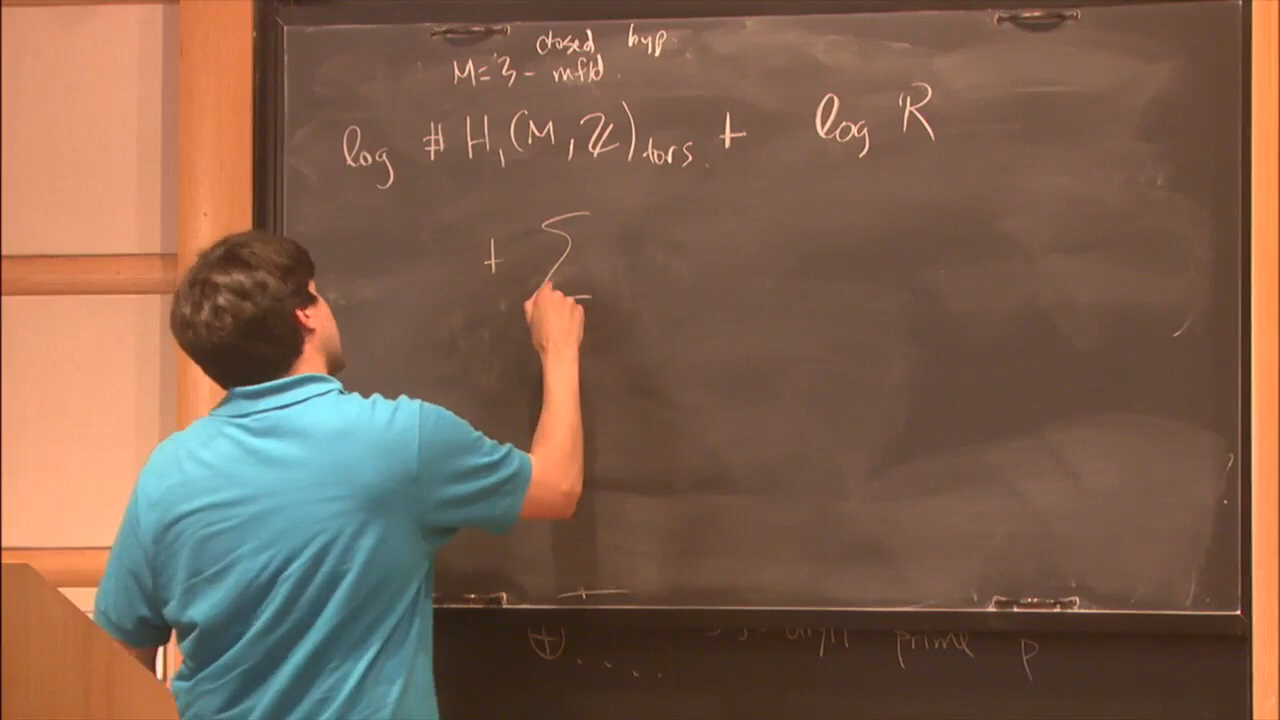 closed hyp.
M = 3-mfld.
log # H₁(M, ℤ)tors. + log R
+ Σ
⊕ .... prime p